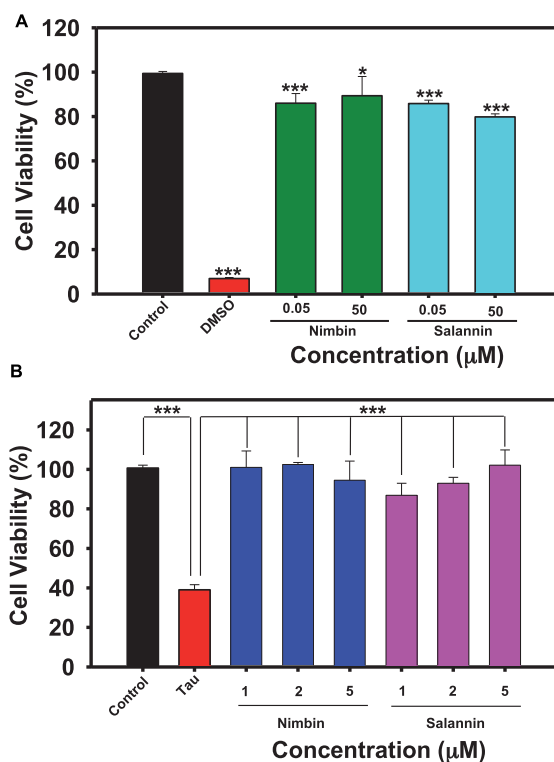 A
120
100
80
60
40
20
0
Cell Viability (%)
***
***
*
***
***
Control
DMSO
0.05 50 0.05 50
Nimbin Salannin
Concentration (μM)
B
120
100
80
60
40
20
0
Cell Viability (%)
*** ***
Control
Tau
1 2 5 1 2 5
Nimbin Salannin
Concentration (μM)